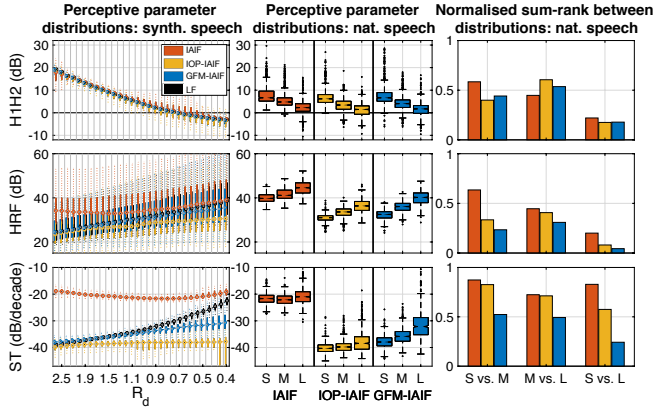 Perceptive parameter
distributions: synth. speech
Perceptive parameter
distributions: nat. speech
Normalised sum-rank between
distributions: nat. speech
H1H2 (dB)
30
20
10
0
-10
IAIF
IOP-IAIF
GFM-IAIF
LF
30
20
10
0
-10
1
0.5
0
HRF (dB)
60
40
20
60
40
20
1
0.5
0
ST (dB/decade)
-10
-20
-30
-40
-10
-20
-30
-40
1
0.5
0
2.5 1.9 1.5 1.1 0.9 0.7 0.5 0.4
R_d
S M L S M L S M L
IAIF IOP-IAIF GFM-IAIF
S vs. M M vs. L S vs. L